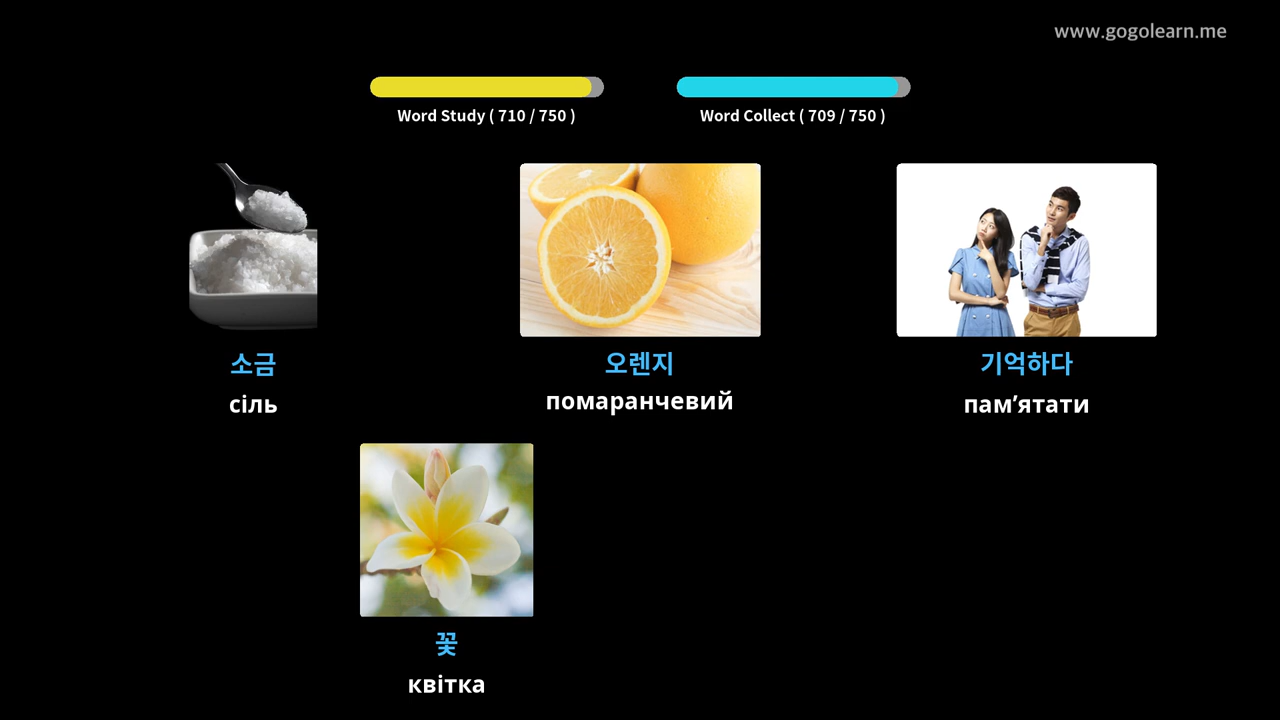 www.gogolearn.me
Word Study ( 710 / 750 )
Word Collect ( 709 / 750 )
소금
сіль
오렌지
помаранчевий
기억하다
пам’ятати
꽃
квітка